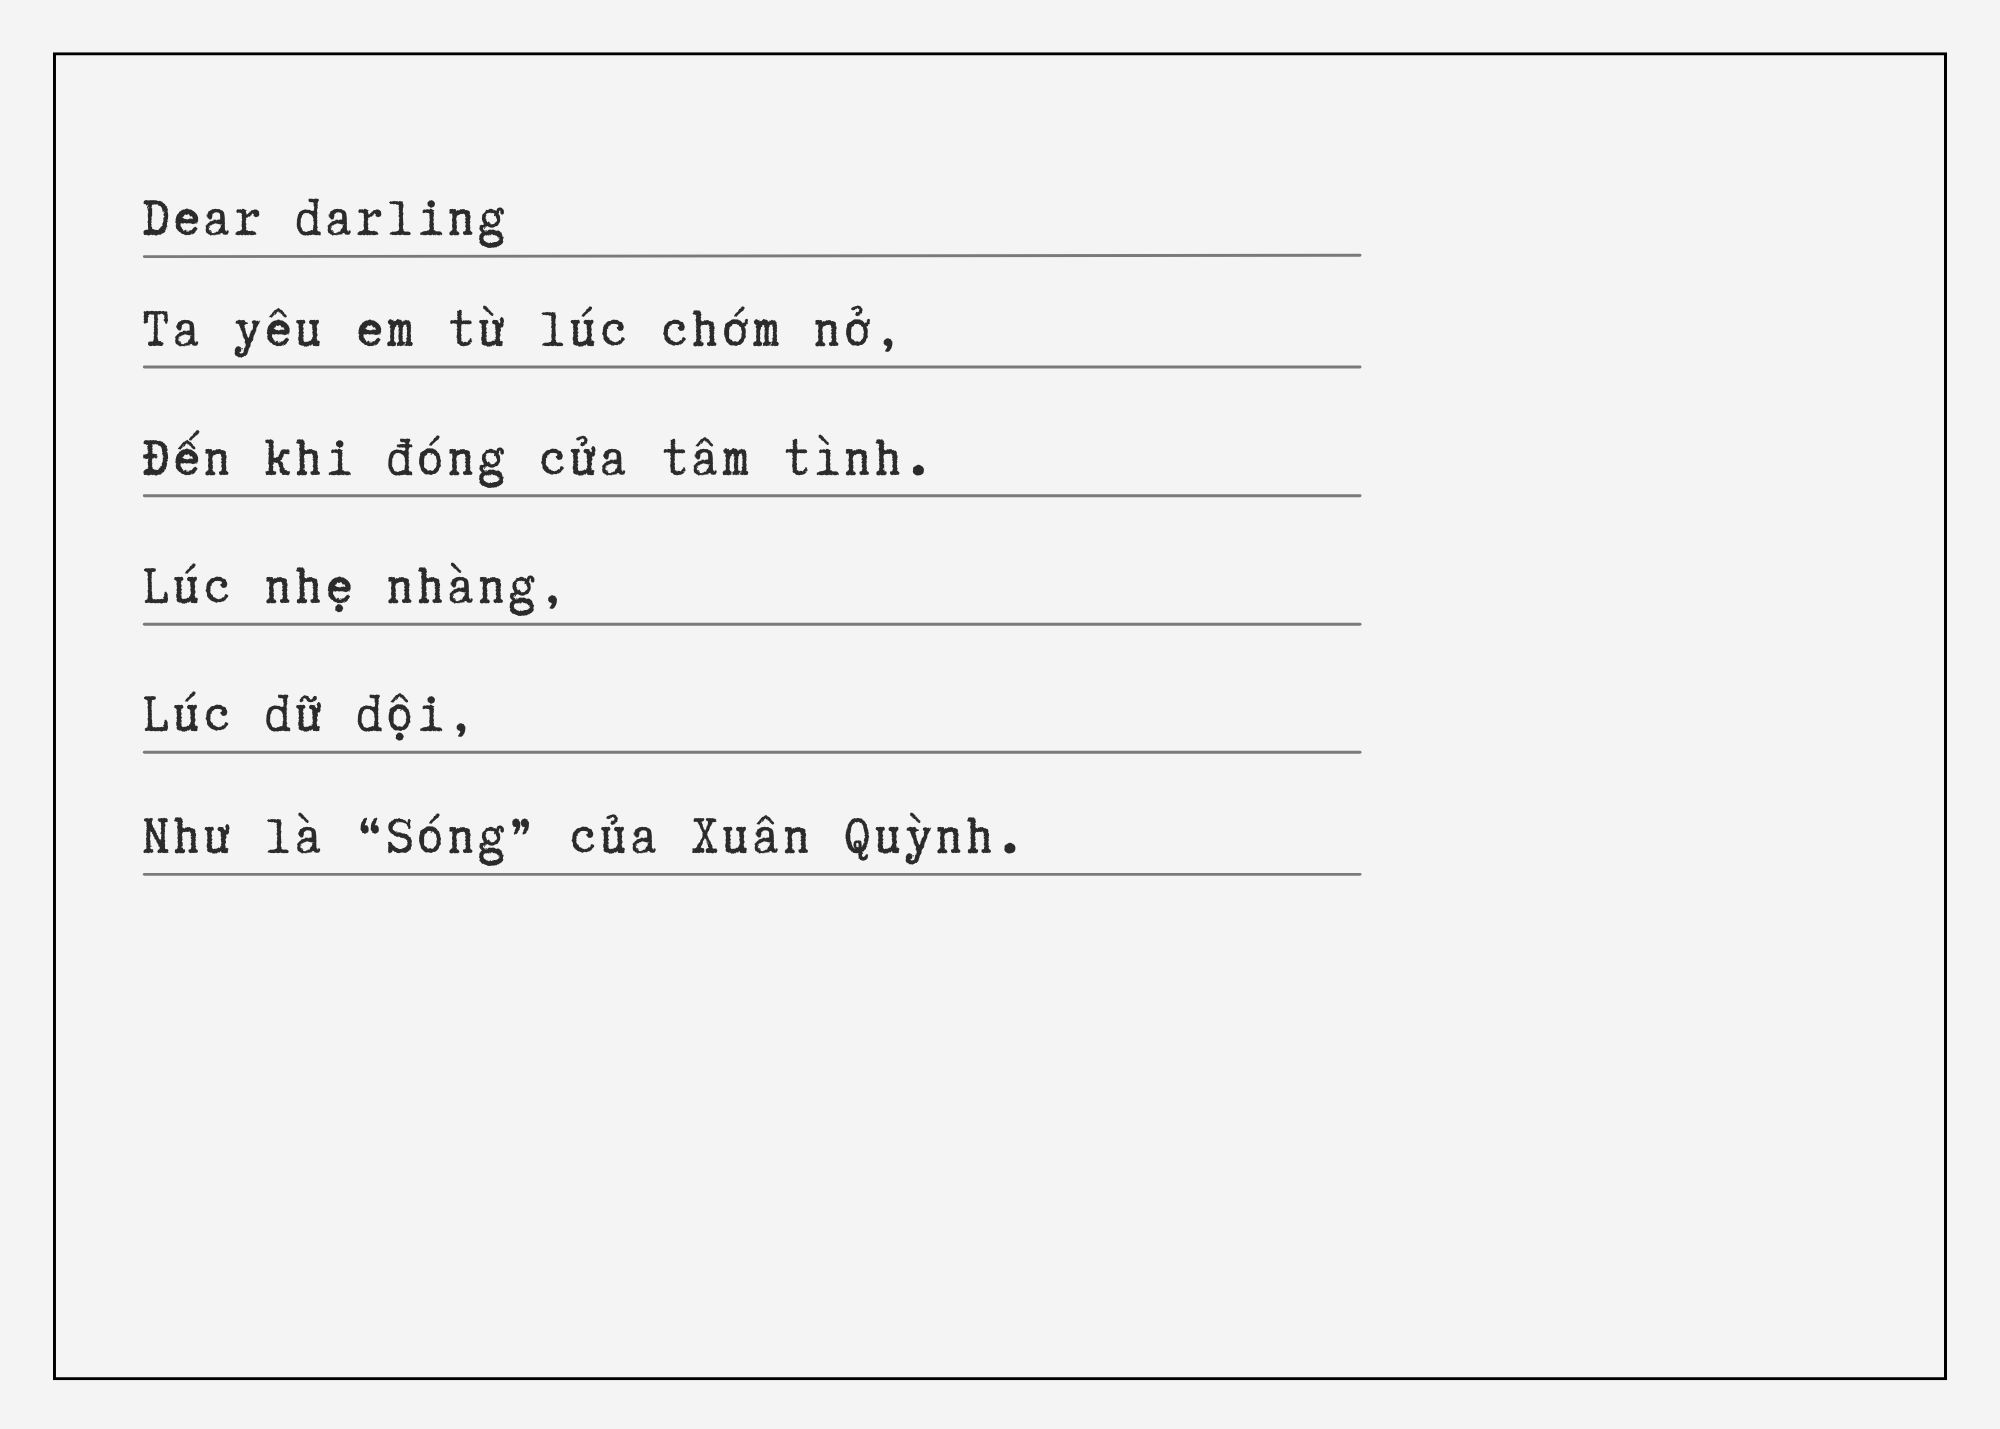 Dear darling
Ta yêu em từ lúc chớm nở,
Đến khi đóng cửa tâm tình.
Lúc nhẹ nhàng,
Lúc dữ dội,
Như là “Sóng” của Xuân Quỳnh.